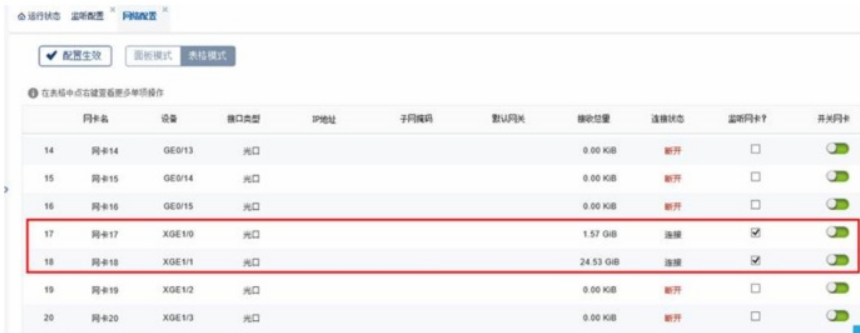 运行状态 监听配置 × 网络配置 ×
配置生效 面板模式 表格模式
在表格中点右键查看更多单项操作
网卡名 设备 接口类型 IP地址 子网掩码 默认网关 接收总量 连接状态 监听网卡? 开关网卡
14 网卡14 GE0/13 光口 0.00 KiB 断开
15 网卡15 GE0/14 光口 0.00 KiB 断开
16 网卡16 GE0/15 光口 0.00 KiB 断开
17 网卡17 XGE1/0 光口 1.57 GiB 连接
18 网卡18 XGE1/1 光口 24.53 GiB 连接
19 网卡19 XGE1/2 光口 0.00 KiB 断开
20 网卡20 XGE1/3 光口 0.00 KiB 断开